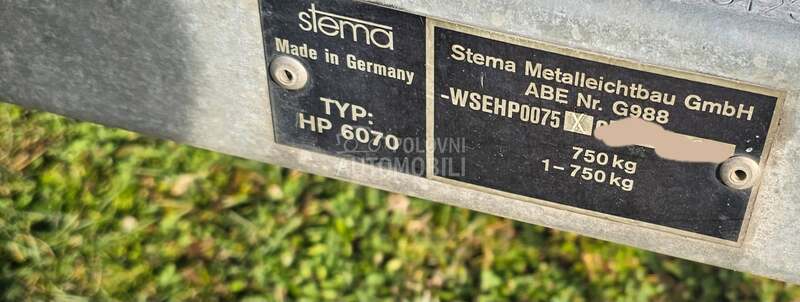 stema
Made in Germany
TYP:
HP 6070
Stema Metalleichtbau GmbH
ABE Nr. G988
-WSEHP0075X
750 kg
1-750 kg
POLOVNI
AUTOMOBILI